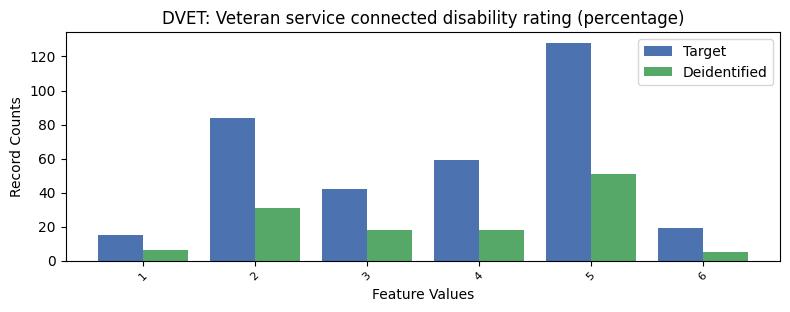 DVET: Veteran service connected disability rating (percentage)
Target
Deidentified
Record Counts
120
100
80
60
40
20
0
1 2 3 4 5 6
Feature Values